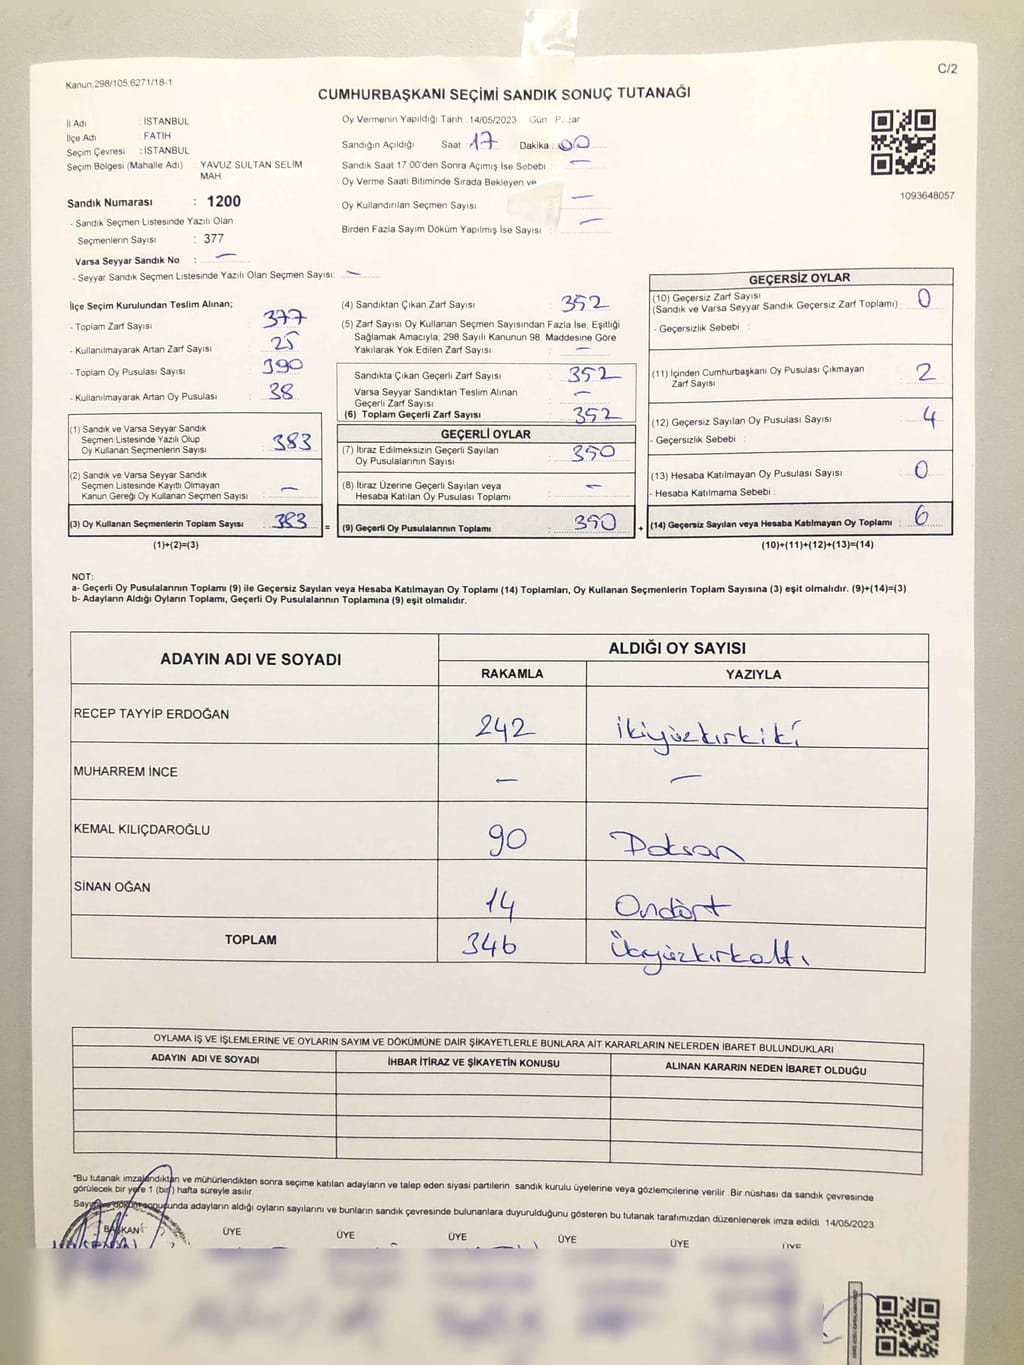 Kanun:298/105,6271/18-1
C/2
CUMHURBAŞKANI SEÇİMİ SANDIK SONUÇ TUTANAĞI
İl Adı : İSTANBUL
İlçe Adı : FATİH
Seçim Çevresi : İSTANBUL
Seçim Bölgesi (Mahalle Adı) YAVUZ SULTAN SELİM
MAH.
Sandık Numarası : 1200
- Sandık Seçmen Listesinde Yazılı Olan
Seçmenlerin Sayısı : 377
Varsa Seyyar Sandık No : —
- Seyyar Sandık Seçmen Listesinde Yazılı Olan Seçmen Sayısı: —
Oy Vermenin Yapıldığı Tarih : 14/05/2023 Gün : Pazar
Sandığın Açıldığı Saat : 17 Dakika : 00
Sandık Saat 17.00'den Sonra Açımış İse Sebebi : —
Oy Verme Saati Bitiminde Sırada Bekleyen ve
Oy Kullandırılan Seçmen Sayısı —
Birden Fazla Sayım Döküm Yapılmış İse Sayısı —
1093648057
İlçe Seçim Kurulundan Teslim Alınan;
- Toplam Zarf Sayısı : 377
- Kullanılmayarak Artan Zarf Sayısı : 25
- Toplam Oy Pusulası Sayısı : 390
- Kullanılmayarak Artan Oy Pusulası : 38
(1) Sandık ve Varsa Seyyar Sandık
Seçmen Listesinde Yazılı Olup
Oy Kullanan Seçmenlerin Sayısı : 383
(2) Sandık ve Varsa Seyyar Sandık
Seçmen Listesinde Kayıtlı Olmayan
Kanun Gereği Oy Kullanan Seçmen Sayısı : —
(3) Oy Kullanan Seçmenlerin Toplam Sayısı : 383
(1)+(2)=(3)
(4) Sandıktan Çıkan Zarf Sayısı : 352
(5) Zarf Sayısı Oy Kullanan Seçmen Sayısından Fazla İse, Eşitliği
Sağlamak Amacıyla; 298 Sayılı Kanunun 98. Maddesine Göre
Yakılarak Yok Edilen Zarf Sayısı : —
Sandıkta Çıkan Geçerli Zarf Sayısı : 352
Varsa Seyyar Sandıktan Teslim Alınan
Geçerli Zarf Sayısı : —
(6) Toplam Geçerli Zarf Sayısı : 352
GEÇERLİ OYLAR
(7) İtiraz Edilmeksizin Geçerli Sayılan
Oy Pusulalarının Sayısı : 350
(8) İtiraz Üzerine Geçerli Sayılan veya
Hesaba Katılan Oy Pusulası Toplamı : —
= (9) Geçerli Oy Pusulalarının Toplamı : 350
GEÇERSİZ OYLAR
(10) Geçersiz Zarf Sayısı
(Sandık ve Varsa Seyyar Sandık Geçersiz Zarf Toplamı) : 0
- Geçersizlik Sebebi :
(11) İçinden Cumhurbaşkanı Oy Pusulası Çıkmayan
Zarf Sayısı : 2
(12) Geçersiz Sayılan Oy Pusulası Sayısı : 4
- Geçersizlik Sebebi :
(13) Hesaba Katılmayan Oy Pusulası Sayısı : 0
- Hesaba Katılmama Sebebi :
+ (14) Geçersiz Sayılan veya Hesaba Katılmayan Oy Toplamı : 6
(10)+(11)+(12)+(13)=(14)
NOT:
a- Geçerli Oy Pusulalarının Toplamı (9) ile Geçersiz Sayılan veya Hesaba Katılmayan Oy Toplamı (14) Toplamları, Oy Kullanan Seçmenlerin Toplam Sayısına (3) eşit olmalıdır. (9)+(14)=(3)
b- Adayların Aldığı Oyların Toplamı, Geçerli Oy Pusulalarının Toplamına (9) eşit olmalıdır.
ADAYIN ADI VE SOYADI ALDIĞI OY SAYISI
RAKAMLA YAZIYLA
RECEP TAYYİP ERDOĞAN 242 ikiyüzkırkiki
MUHARREM İNCE — —
KEMAL KILIÇDAROĞLU 90 Doksan
SİNAN OĞAN 14 Ondört
TOPLAM 346 Üçyüzkırkaltı
OYLAMA İŞ VE İŞLEMLERİNE VE OYLARIN SAYIM VE DÖKÜMÜNE DAİR ŞİKAYETLERLE BUNLARA AİT KARARLARIN NELERDEN İBARET BULUNDUKLARI
ADAYIN ADI VE SOYADI İHBAR İTİRAZ VE ŞİKAYETİN KONUSU ALINAN KARARIN NEDEN İBARET OLDUĞU
*Bu tutanak imzalandıktan ve mühürlendikten sonra seçime katılan adayların ve talep eden siyasi partilerin sandık kurulu üyelerine veya gözlemcilerine verilir. Bir nüshası da sandık çevresinde
görülecek bir yere 1 (bir) hafta süreyle asılır.
Sayım ve döküm sonucunda adayların aldığı oyların sayılarını ve bunların sandık çevresinde bulunanlara duyurulduğunu gösteren bu tutanak tarafımızdan düzenlenerek imza edildi. 14/05/2023
BAŞKAN ÜYE ÜYE ÜYE ÜYE ÜYE ÜYE